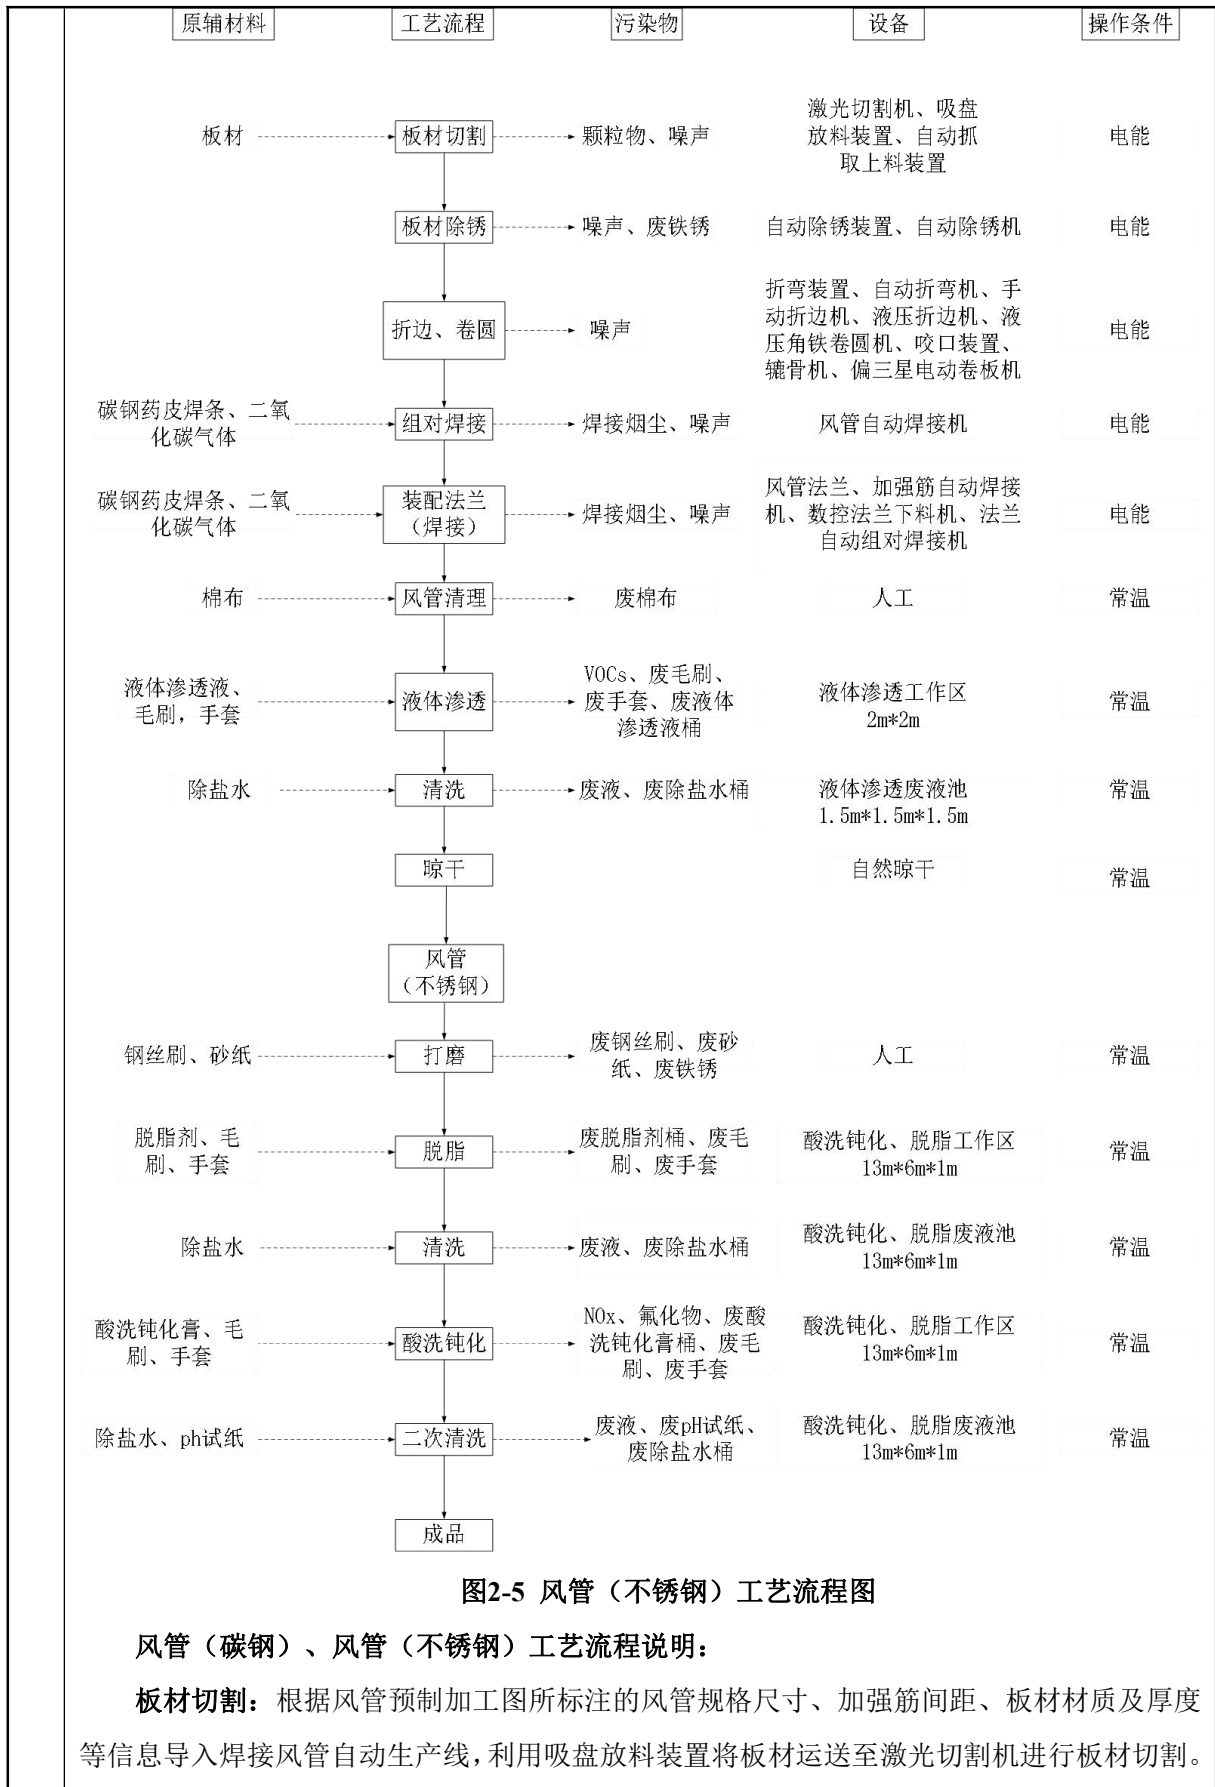 原辅材料 工艺流程 污染物 设备 操作条件
激光切割机、吸盘
板材 板材切割 颗粒物、噪声 放料装置、自动抓 电能
取上料装置
板材除锈 噪声、废铁锈 自动除锈装置、自动除锈机 电能
折弯装置、自动折弯机、手
折边、卷圆 噪声 动折边机、液压折边机、液 电能
压角铁卷圆机、咬口装置、
辘骨机、偏三星电动卷板机
碳钢药皮焊条、二氧
化碳气体 组对焊接 焊接烟尘、噪声 风管自动焊接机 电能
碳钢药皮焊条、二氧 装配法兰 风管法兰、加强筋自动焊接
化碳气体 （焊接） 焊接烟尘、噪声 机、数控法兰下料机、法兰 电能
自动组对焊接机
棉布 风管清理 废棉布 人工 常温
VOCs、废毛刷、
液体渗透液、 液体渗透 废手套、废液体 液体渗透工作区 常温
毛刷，手套 渗透液桶 2m*2m
除盐水 清洗 废液、废除盐水桶 液体渗透废液池 常温
1.5m*1.5m*1.5m
晾干 自然晾干 常温
风管
（不锈钢）
钢丝刷、砂纸 打磨 废钢丝刷、废砂 人工 常温
纸、废铁锈
脱脂剂、毛 脱脂 废脱脂剂桶、废毛 酸洗钝化、脱脂工作区 常温
刷、手套 刷、废手套 13m*6m*1m
除盐水 清洗 废液、废除盐水桶 酸洗钝化、脱脂废液池 常温
13m*6m*1m
NOx、氟化物、废酸
酸洗钝化膏、毛 酸洗钝化 洗钝化膏桶、废毛 酸洗钝化、脱脂工作区 常温
刷、手套 刷、废手套 13m*6m*1m
除盐水、ph试纸 二次清洗 废液、废pH试纸、 酸洗钝化、脱脂废液池 常温
废除盐水桶 13m*6m*1m
成品
图2-5 风管（不锈钢）工艺流程图
风管（碳钢）、风管（不锈钢）工艺流程说明：
板材切割：根据风管预制加工图所标注的风管规格尺寸、加强筋间距、板材材质及厚度
等信息导入焊接风管自动生产线，利用吸盘放料装置将板材运送至激光切割机进行板材切割。